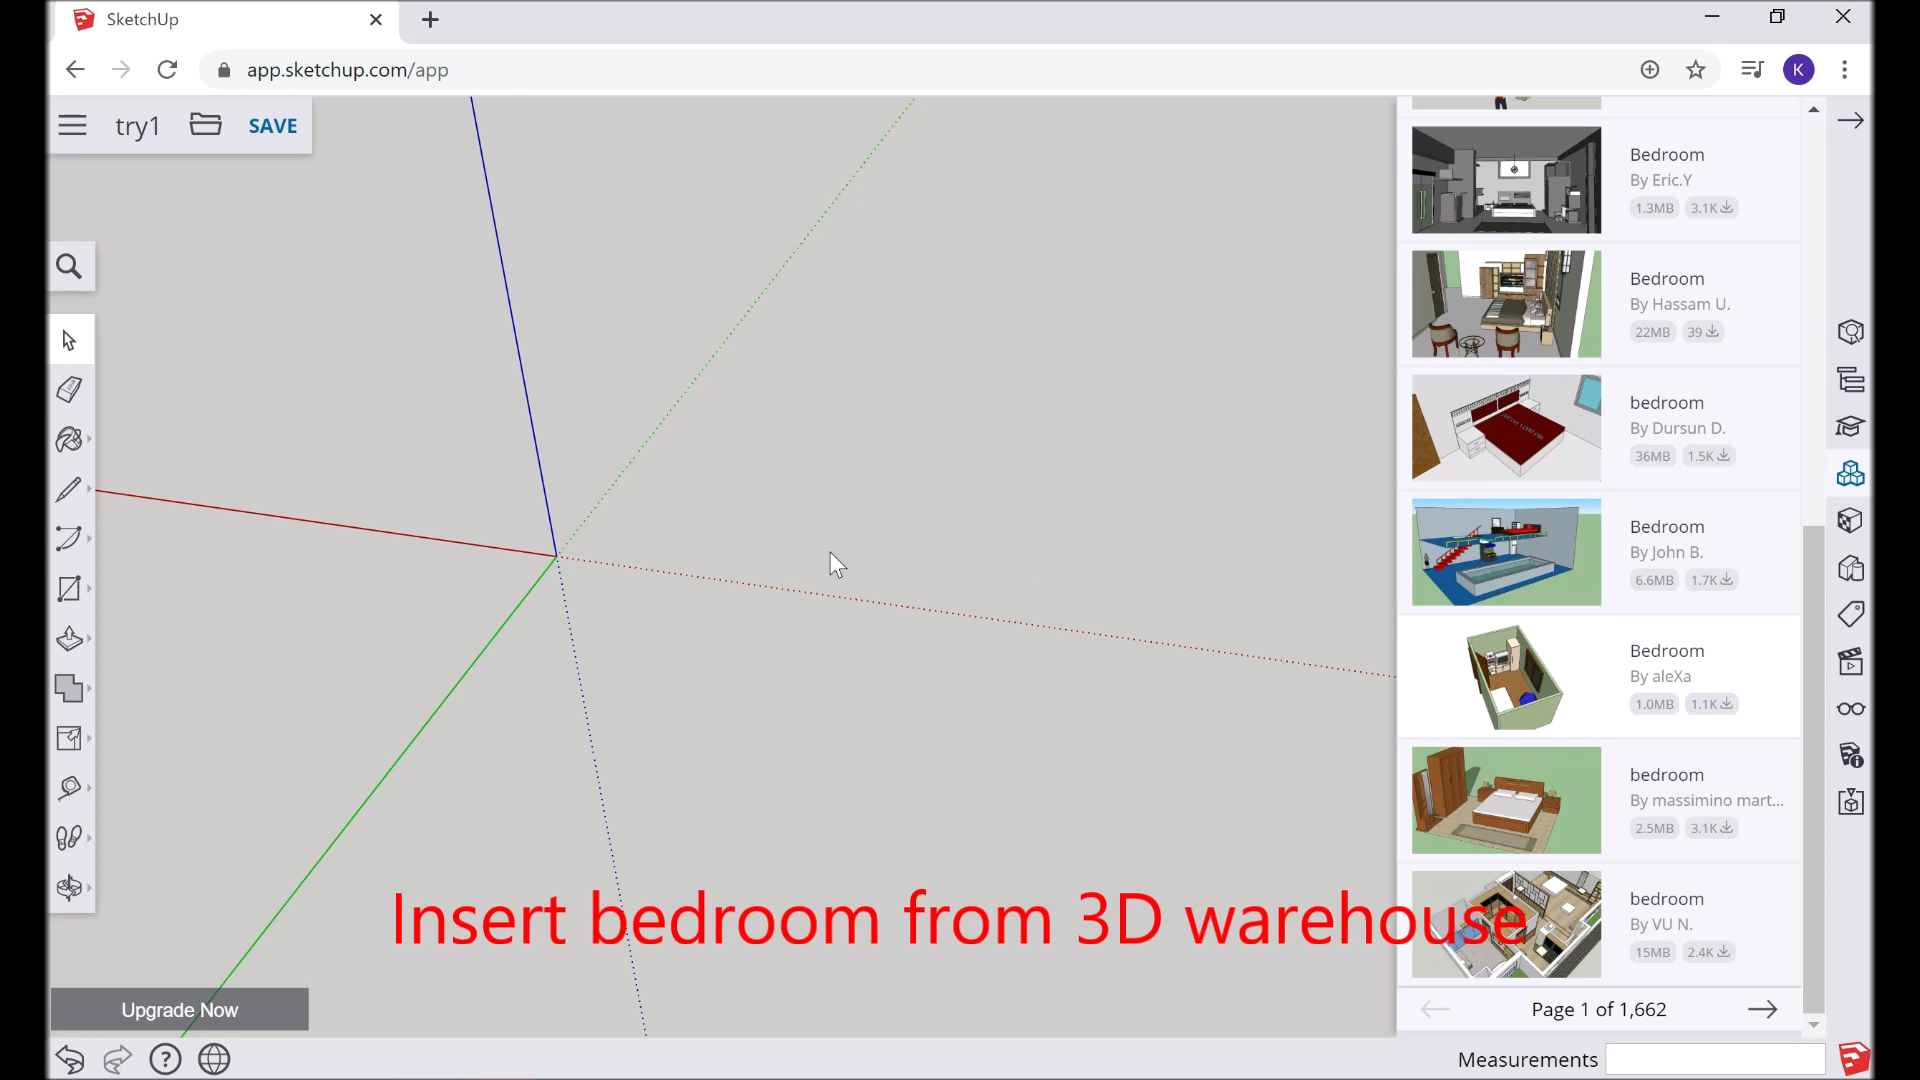 SketchUp
app.sketchup.com/app
K
try1
SAVE
Bedroom
By Eric.Y
1.3MB 3.1K
Bedroom
By Hassam U.
22MB 39
bedroom
By Dursun D.
36MB 1.5K
Bedroom
By John B.
6.6MB 1.7K
Bedroom
By aleXa
1.0MB 1.1K
bedroom
By massimino mart...
2.5MB 3.1K
bedroom
By VU N.
15MB 2.4K
Insert bedroom from 3D warehouse
Upgrade Now
Page 1 of 1,662
Measurements